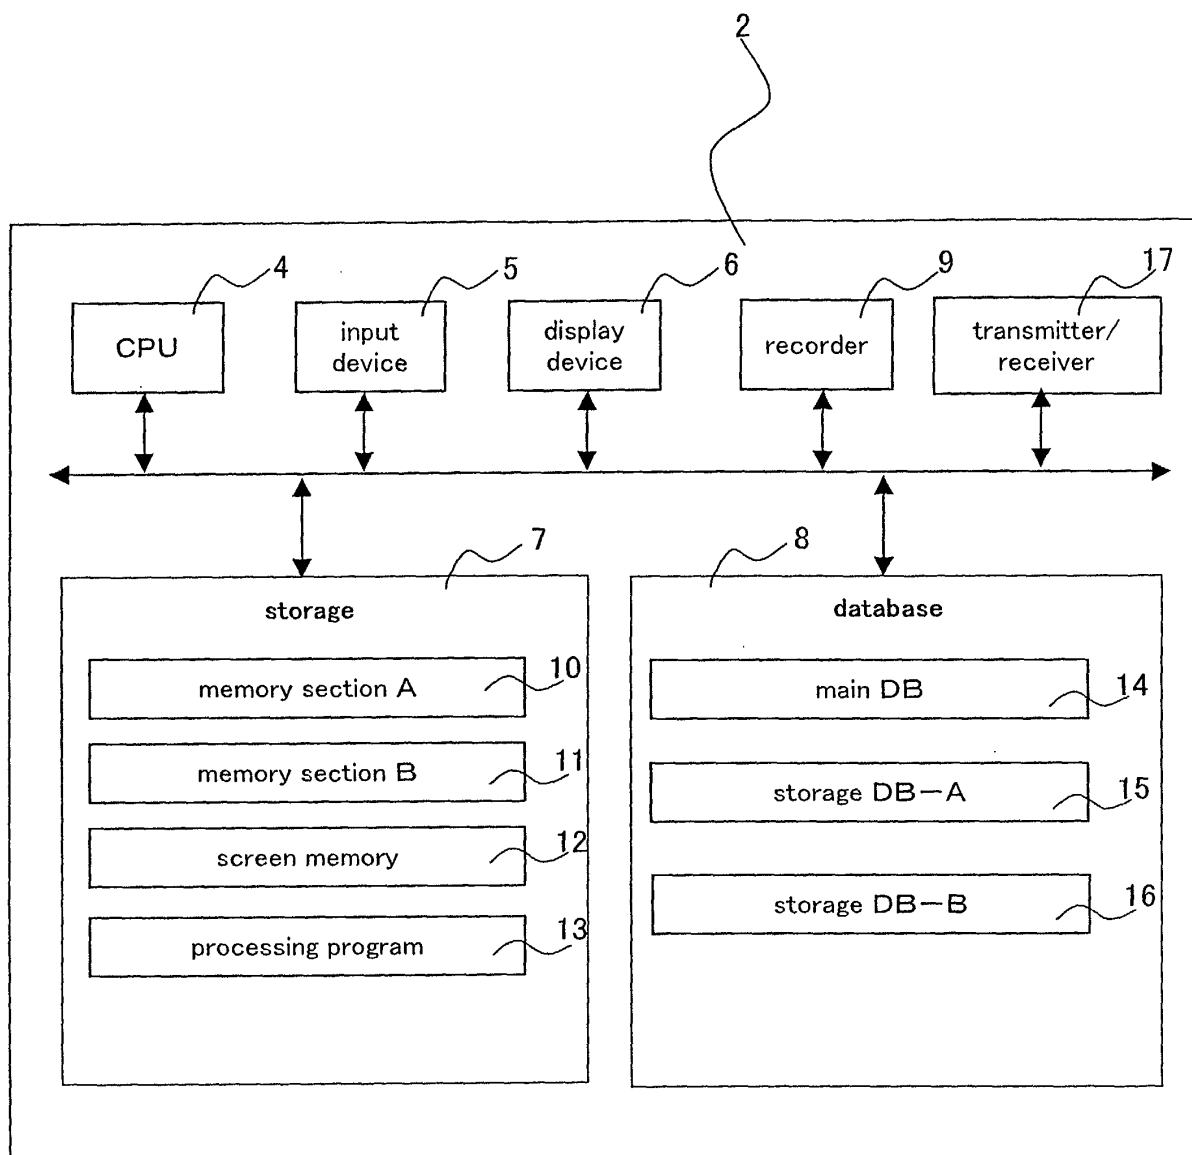 2
4
5
6
9
17
CPU
input
device
display
device
recorder
transmitter/
receiver
7
8
storage
database
memory section A
10
memory section B
11
screen memory
12
processing program
13
main DB
14
storage DB-A
15
storage DB-B
16